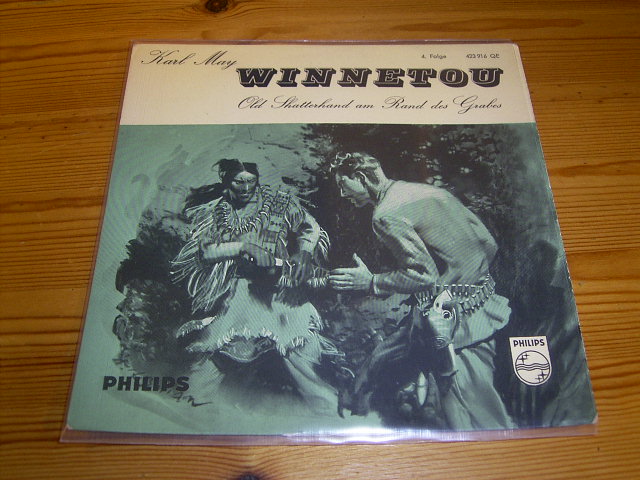 Karl May
4. Folge 423 916 QE
WINNETOU
Old Shatterhand am Rand des Grabes
PHILIPS
PHILIPS